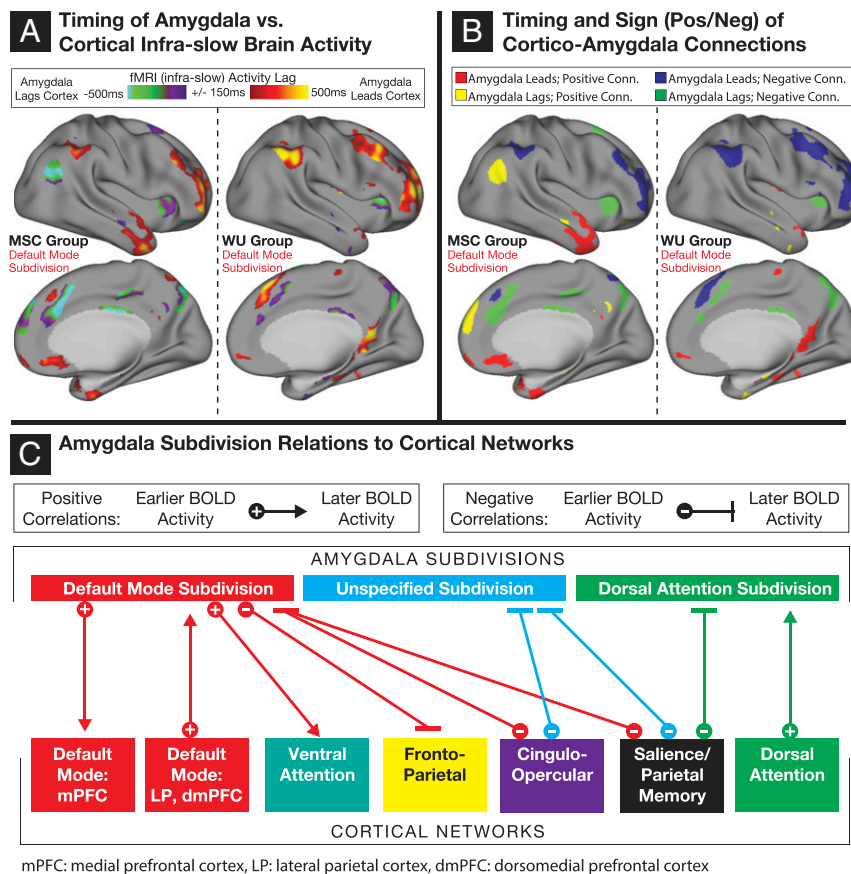 A
Timing of Amygdala vs.
Cortical Infra-slow Brain Activity
Amygdala
Lags Cortex
fMRI (infra-slow) Activity Lag
-500ms
+/- 150ms
500ms
Amygdala
Leads Cortex
MSC Group
Default Mode
Subdivision
WU Group
Default Mode
Subdivision
B
Timing and Sign (Pos/Neg) of
Cortico-Amygdala Connections
Amygdala Leads; Positive Conn.
Amygdala Leads; Negative Conn.
Amygdala Lags; Positive Conn.
Amygdala Lags; Negative Conn.
MSC Group
Default Mode
Subdivision
WU Group
Default Mode
Subdivision
C
Amygdala Subdivision Relations to Cortical Networks
Positive
Correlations:
Earlier BOLD
Activity
+
Later BOLD
Activity
Negative
Correlations:
Earlier BOLD
Activity
-
Later BOLD
Activity
AMYGDALA SUBDIVISIONS
Default Mode Subdivision
Unspecified Subdivision
Dorsal Attention Subdivision
+ + -
+ - - - - +
Default
Mode:
mPFC
Default
Mode:
LP, dmPFC
Ventral
Attention
Fronto-
Parietal
Cingulo-
Opercular
Salience/
Parietal
Memory
Dorsal
Attention
CORTICAL NETWORKS
mPFC: medial prefrontal cortex, LP: lateral parietal cortex, dmPFC: dorsomedial prefrontal cortex